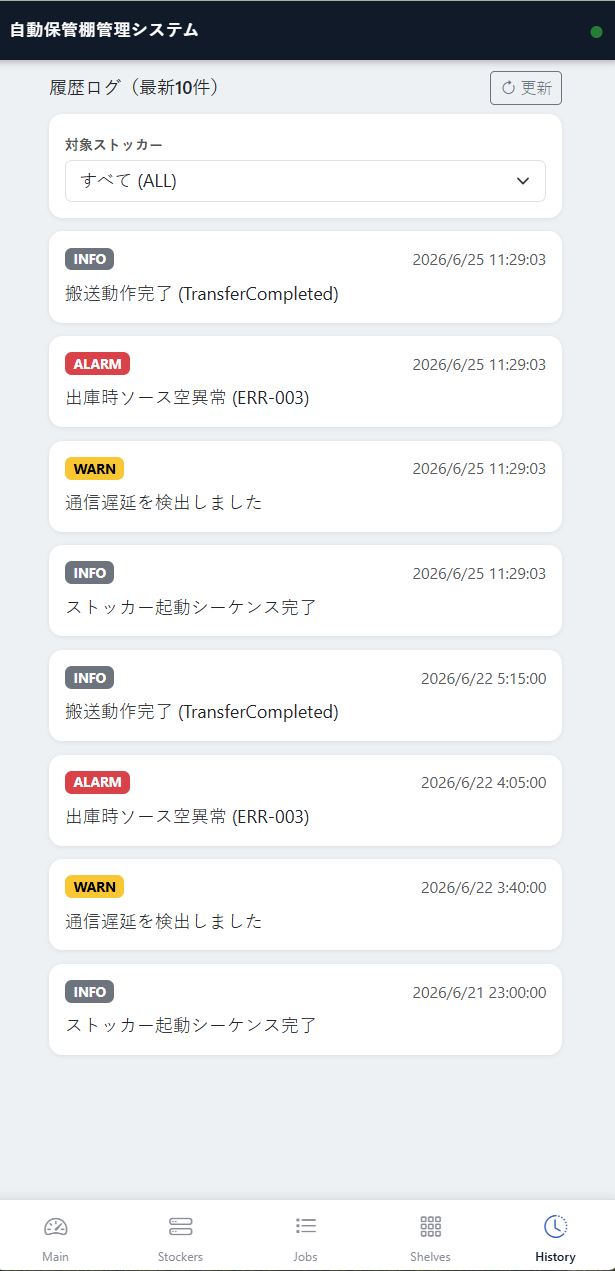 自動保管棚管理システム
履歴ログ（最新10件）
更新
対象ストッカー
すべて (ALL)
INFO 2026/6/25 11:29:03
搬送動作完了 (TransferCompleted)
ALARM 2026/6/25 11:29:03
出庫時ソース空異常 (ERR-003)
WARN 2026/6/25 11:29:03
通信遅延を検出しました
INFO 2026/6/25 11:29:03
ストッカー起動シーケンス完了
INFO 2026/6/22 5:15:00
搬送動作完了 (TransferCompleted)
ALARM 2026/6/22 4:05:00
出庫時ソース空異常 (ERR-003)
WARN 2026/6/22 3:40:00
通信遅延を検出しました
INFO 2026/6/21 23:00:00
ストッカー起動シーケンス完了
Main Stockers Jobs Shelves History